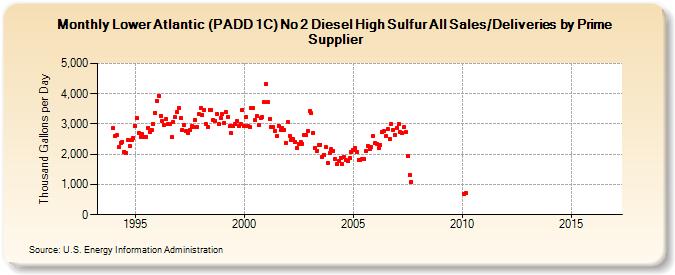 Monthly Lower Atlantic (PADD 1C) No 2 Diesel High Sulfur All Sales/Deliveries by Prime
Supplier
Thousand Gallons per Day
5,000
4,000
3,000
2,000
1,000
0
1995
2000
2005
2010
2015
Source: U.S. Energy Information Administration